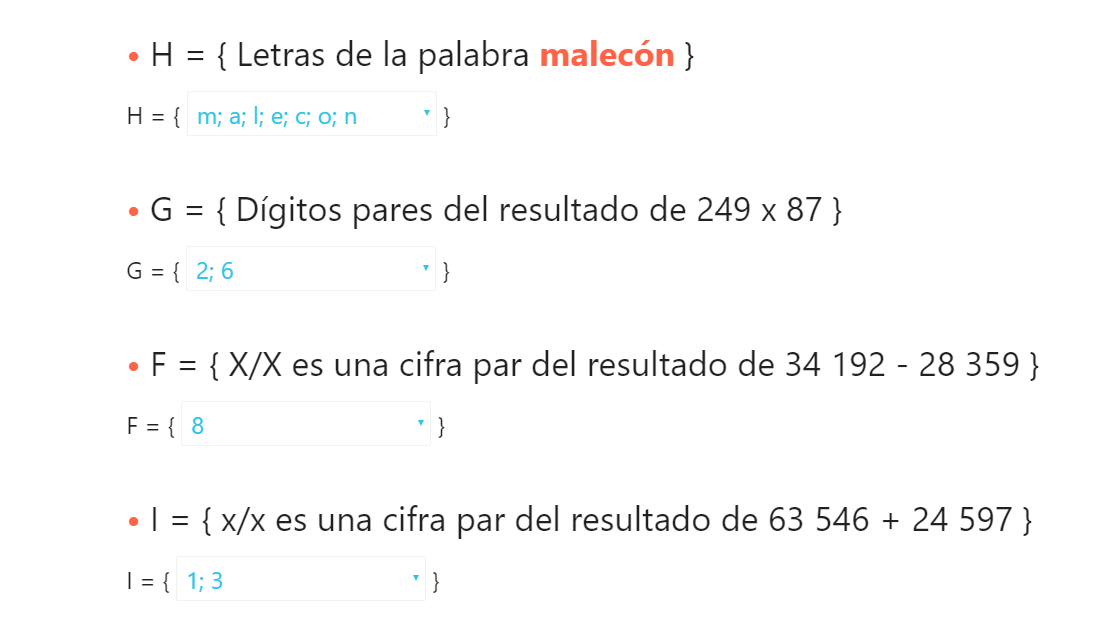 • H = { Letras de la palabra malecón }
H = { m; a; l; e; c; o; n ▾ }
• G = { Dígitos pares del resultado de 249 x 87 }
G = { 2; 6 ▾ }
• F = { X/X es una cifra par del resultado de 34 192 - 28 359 }
F = { 8 ▾ }
• I = { x/x es una cifra par del resultado de 63 546 + 24 597 }
I = { 1; 3 ▾ }